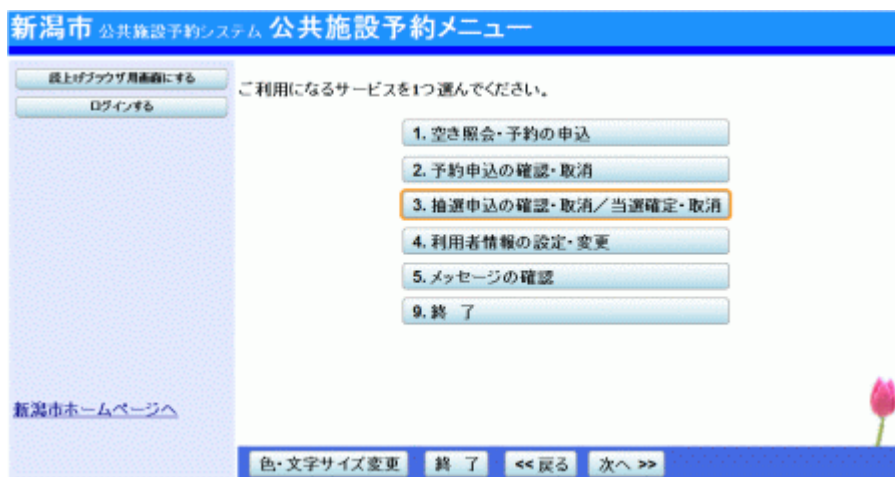 新潟市 公共施設予約システム 公共施設予約メニュー
読上げブラウザ用画面にする
ログインする
ご利用になるサービスを1つ選んでください。
1. 空き照会・予約の申込
2. 予約申込の確認・取消
3. 抽選申込の確認・取消／当選確定・取消
4. 利用者情報の設定・変更
5. メッセージの確認
9. 終　了
新潟市ホームページへ
色・文字サイズ変更　終　了　<< 戻る　次へ >>